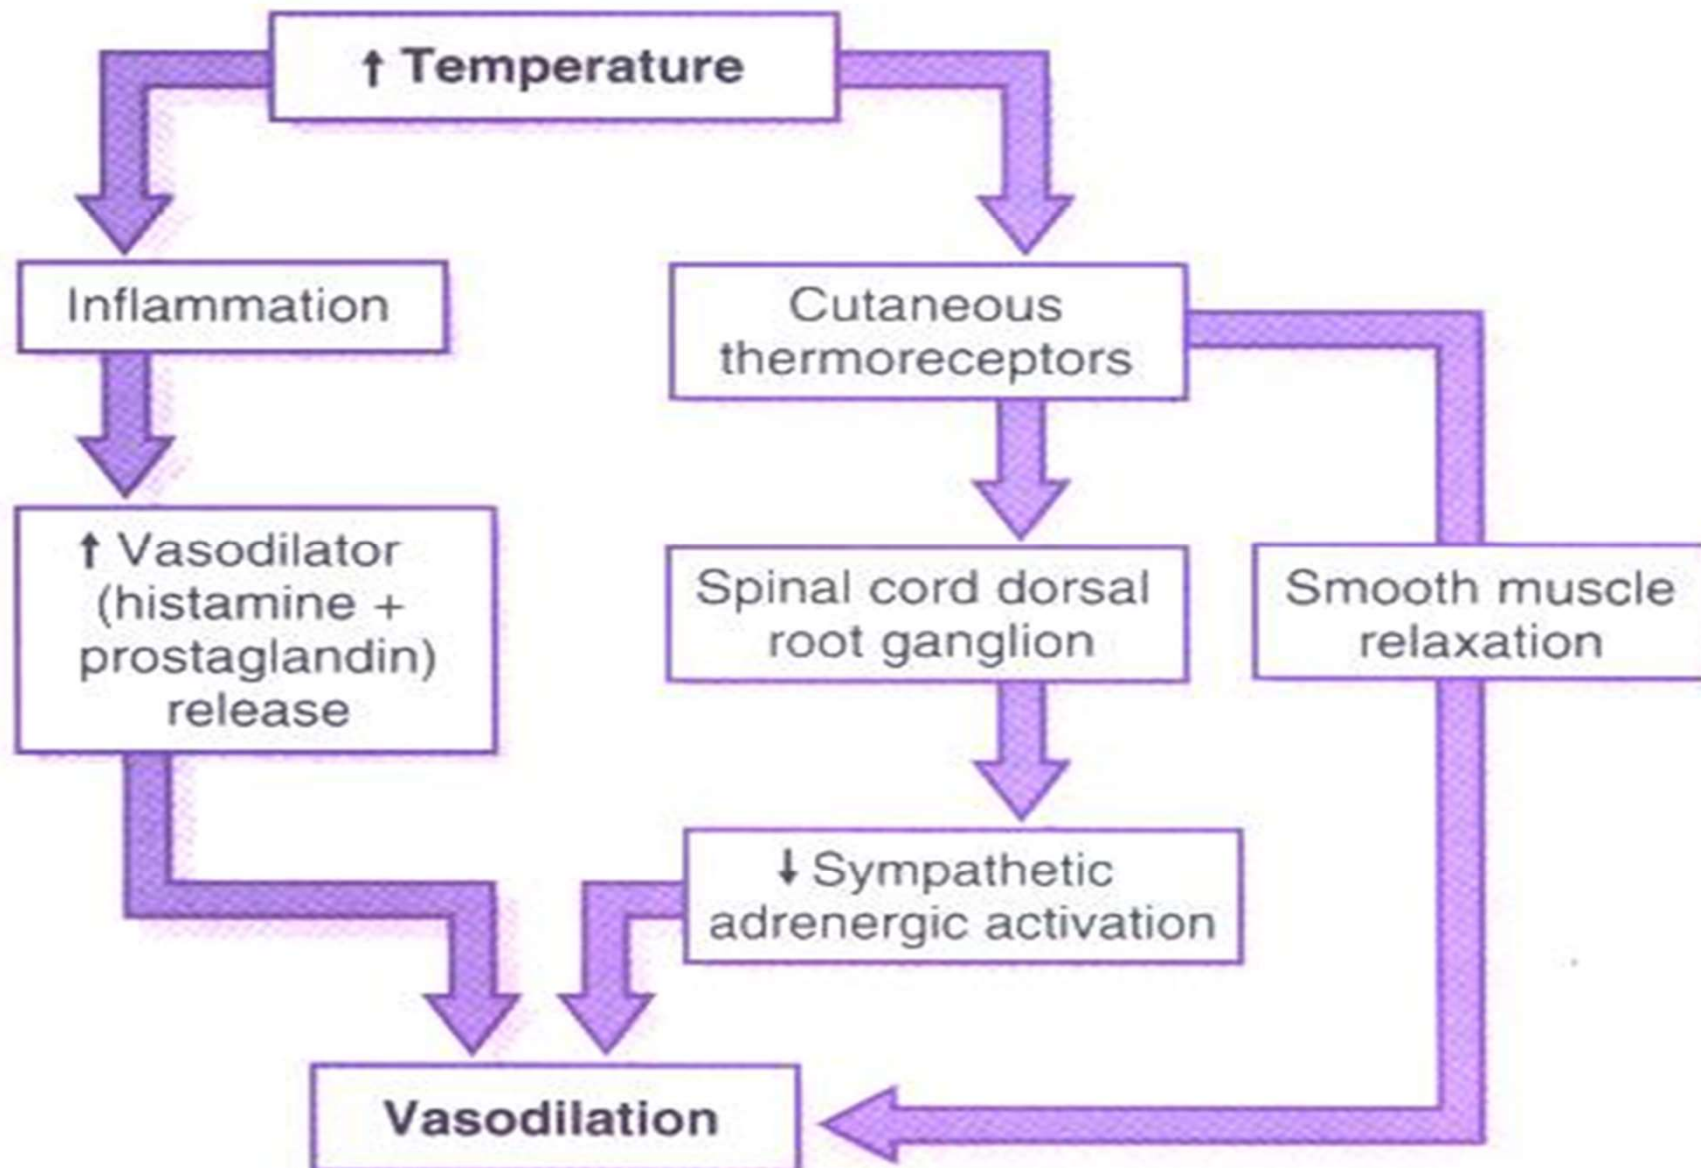 ↑ Temperature
Inflammation
Cutaneous
thermoreceptors
↑ Vasodilator
(histamine +
prostaglandin)
release
Spinal cord dorsal
root ganglion
Smooth muscle
relaxation
↓ Sympathetic
adrenergic activation
Vasodilation